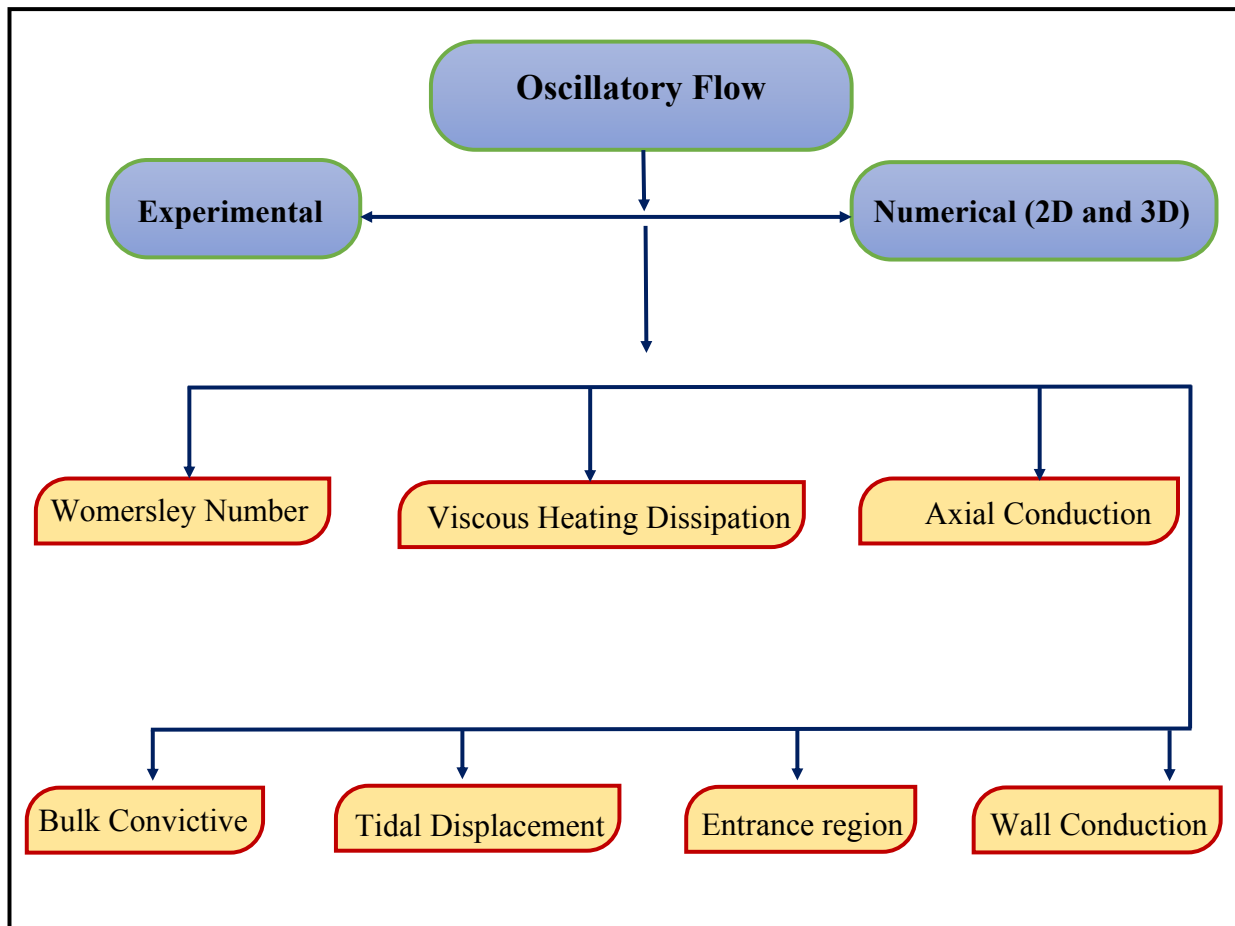 Oscillatory Flow
Experimental
Numerical (2D and 3D)
Womersley Number
Viscous Heating Dissipation
Axial Conduction
Bulk Convictive
Tidal Displacement
Entrance region
Wall Conduction